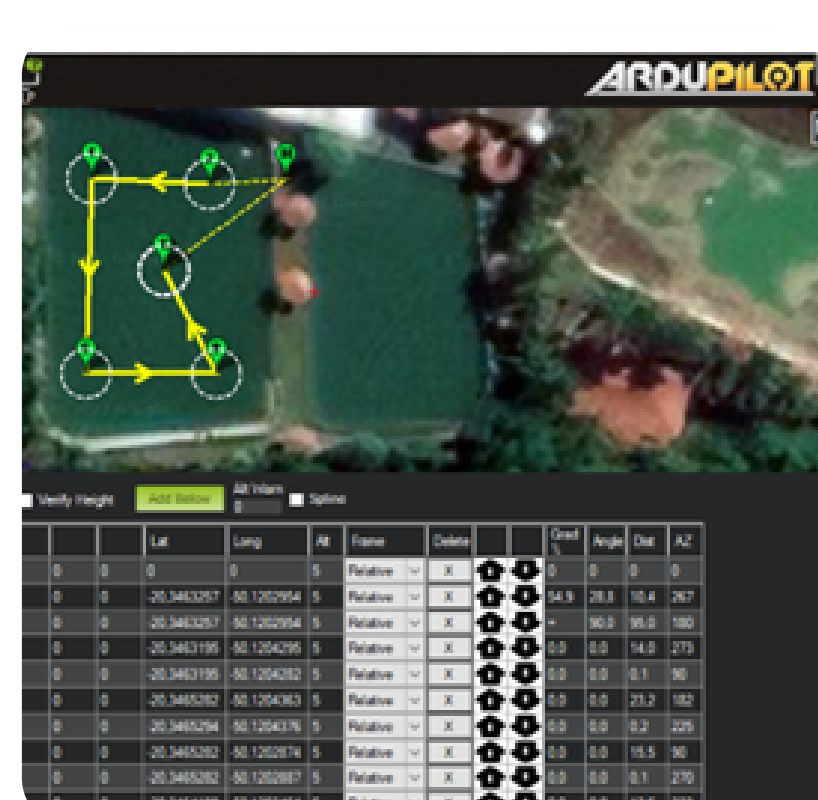 ARDUPILOT
H
Verify Height Add Below Alt Warn Spline
0
Lat Long Alt Frame Delete Grad % Angle Dist AZ
0 0 0 0 5 Relative X 0 0 0 0
0 0 -20,3463257 -50,1202954 5 Relative X 54,9 28,8 10,4 267
0 0 -20,3463257 -50,1202954 5 Relative X 90,0 95,0 180
0 0 -20,3463195 -50,1204295 5 Relative X 0,0 0,0 14,0 273
0 0 -20,3463195 -50,1204282 5 Relative X 0,0 0,0 0,1 90
0 0 -20,3465282 -50,1204363 5 Relative X 0,0 0,0 23,2 182
0 0 -20,3465294 -50,1204376 5 Relative X 0,0 0,0 0,2 225
0 0 -20,3465282 -50,1202874 5 Relative X 0,0 0,0 15,5 90
0 0 -20,3465282 -50,1202887 5 Relative X 0,0 0,0 0,1 270